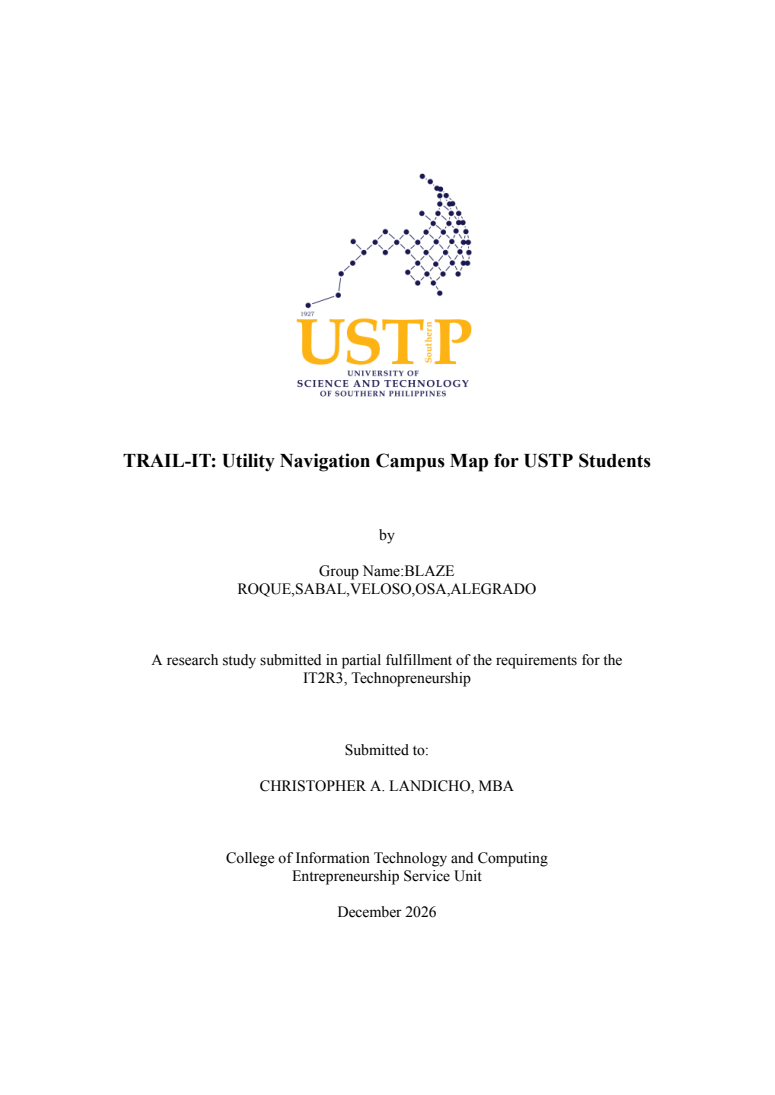 1927
USTP
Southern
UNIVERSITY OF
SCIENCE AND TECHNOLOGY
OF SOUTHERN PHILIPPINES
TRAIL-IT: Utility Navigation Campus Map for USTP Students
by
Group Name:BLAZE
ROQUE,SABAL,VELOSO,OSA,ALEGRADO
A research study submitted in partial fulfillment of the requirements for the
IT2R3, Technopreneurship
Submitted to:
CHRISTOPHER A. LANDICHO, MBA
College of Information Technology and Computing
Entrepreneurship Service Unit
December 2026